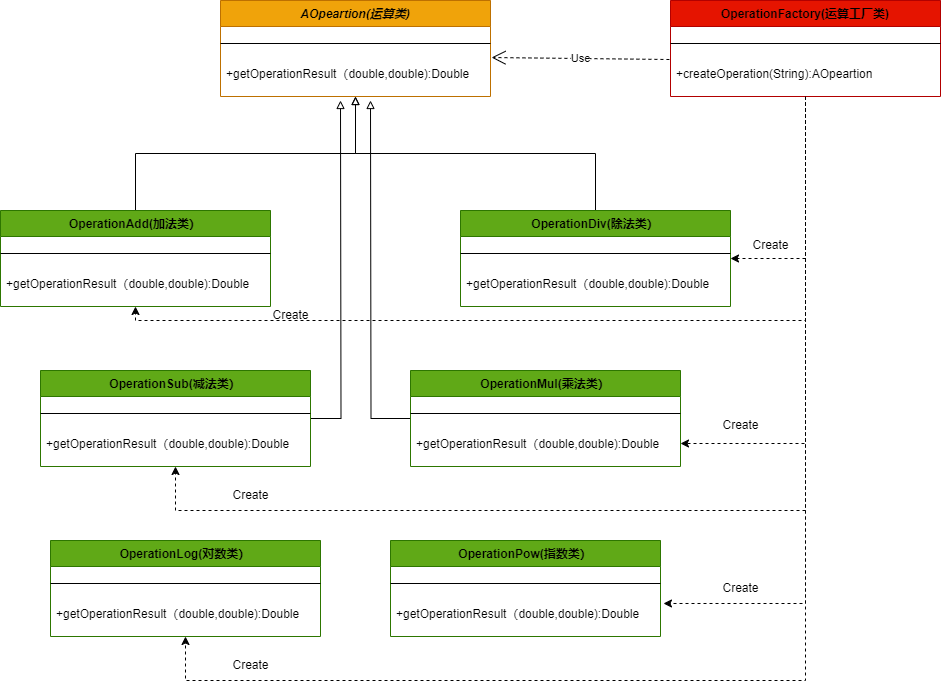 AOpeartion(运算类)
+getOperationResult（double,double):Double
OperationFactory(运算工厂类)
+createOperation(String):AOpeartion
Use
OperationAdd(加法类)
+getOperationResult（double,double):Double
OperationDiv(除法类)
+getOperationResult（double,double):Double
Create
Create
OperationSub(减法类)
+getOperationResult（double,double):Double
OperationMul(乘法类)
+getOperationResult（double,double):Double
Create
Create
OperationLog(对数类)
+getOperationResult（double,double):Double
OperationPow(指数类)
+getOperationResult（double,double):Double
Create
Create